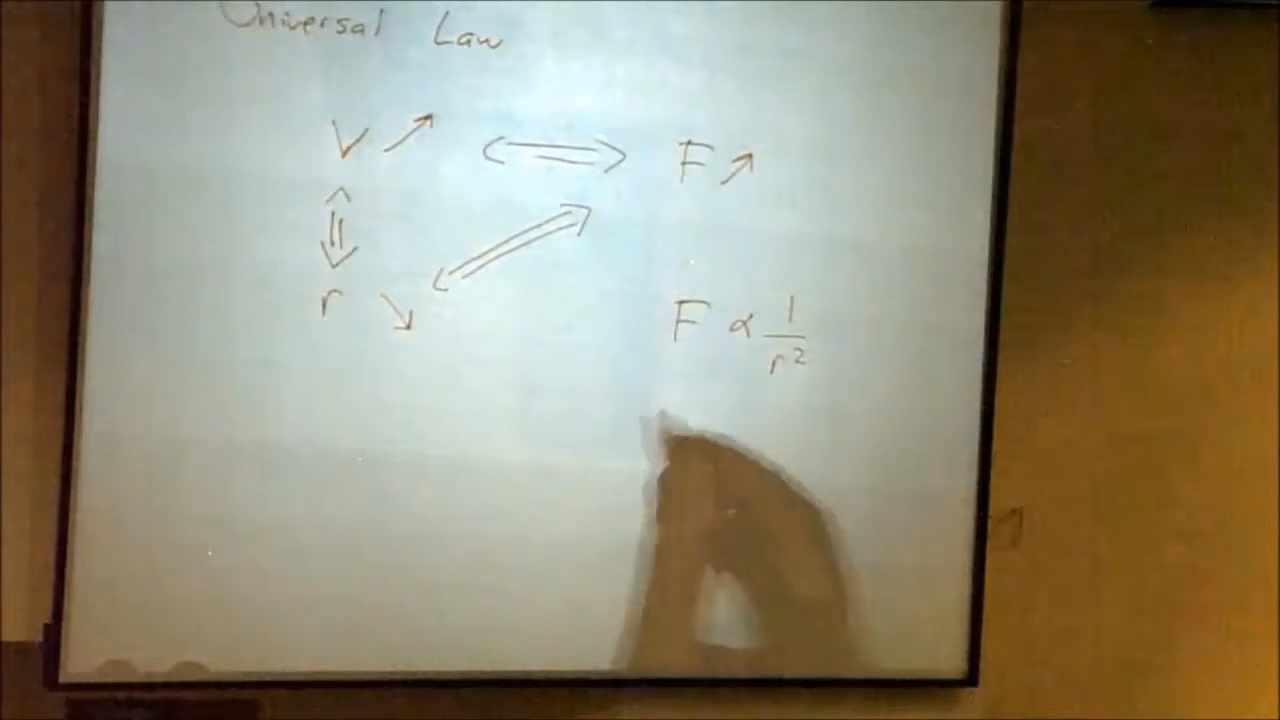 Universal Law
V ↗ ⟺ F ↗
⇕
r ↘ ⟺
F ∝ 1/r²